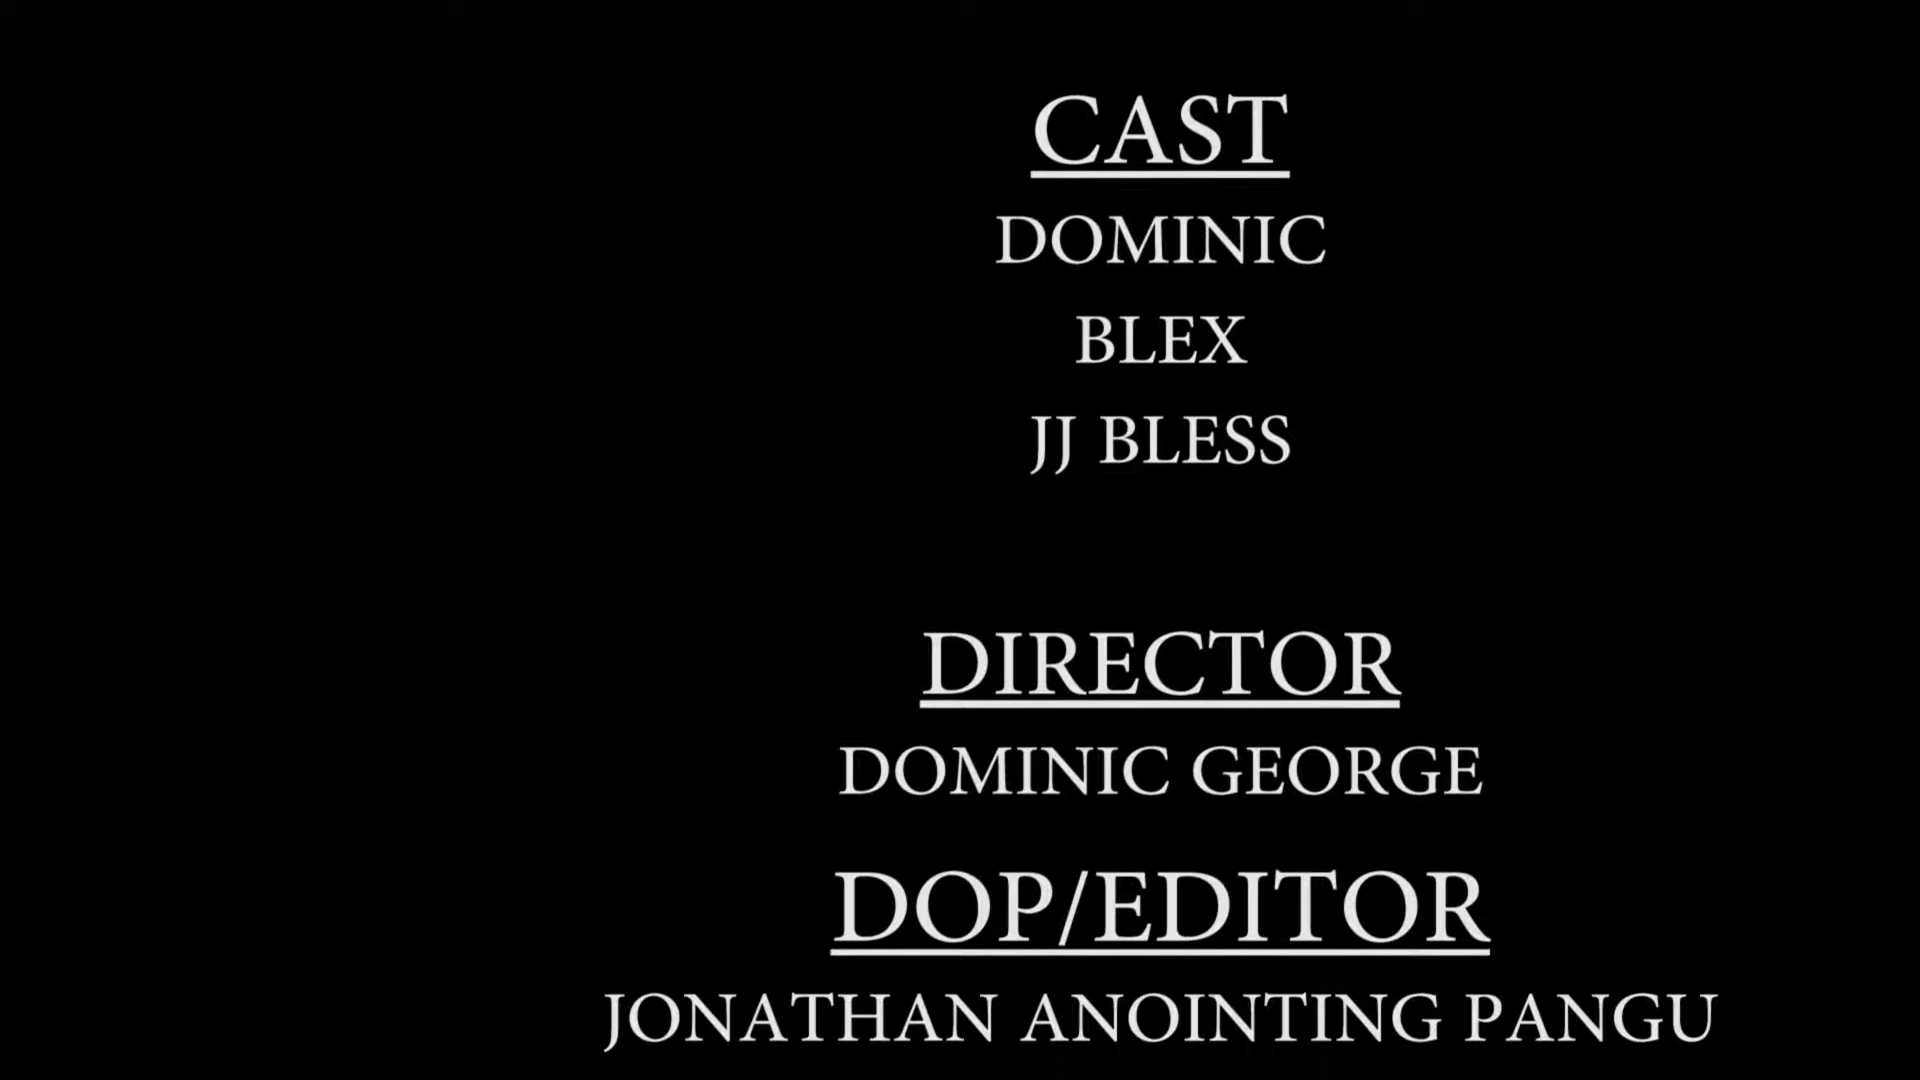 CAST
DOMINIC
BLEX
JJ BLESS
DIRECTOR
DOMINIC GEORGE
DOP/EDITOR
JONATHAN ANOINTING PANGU